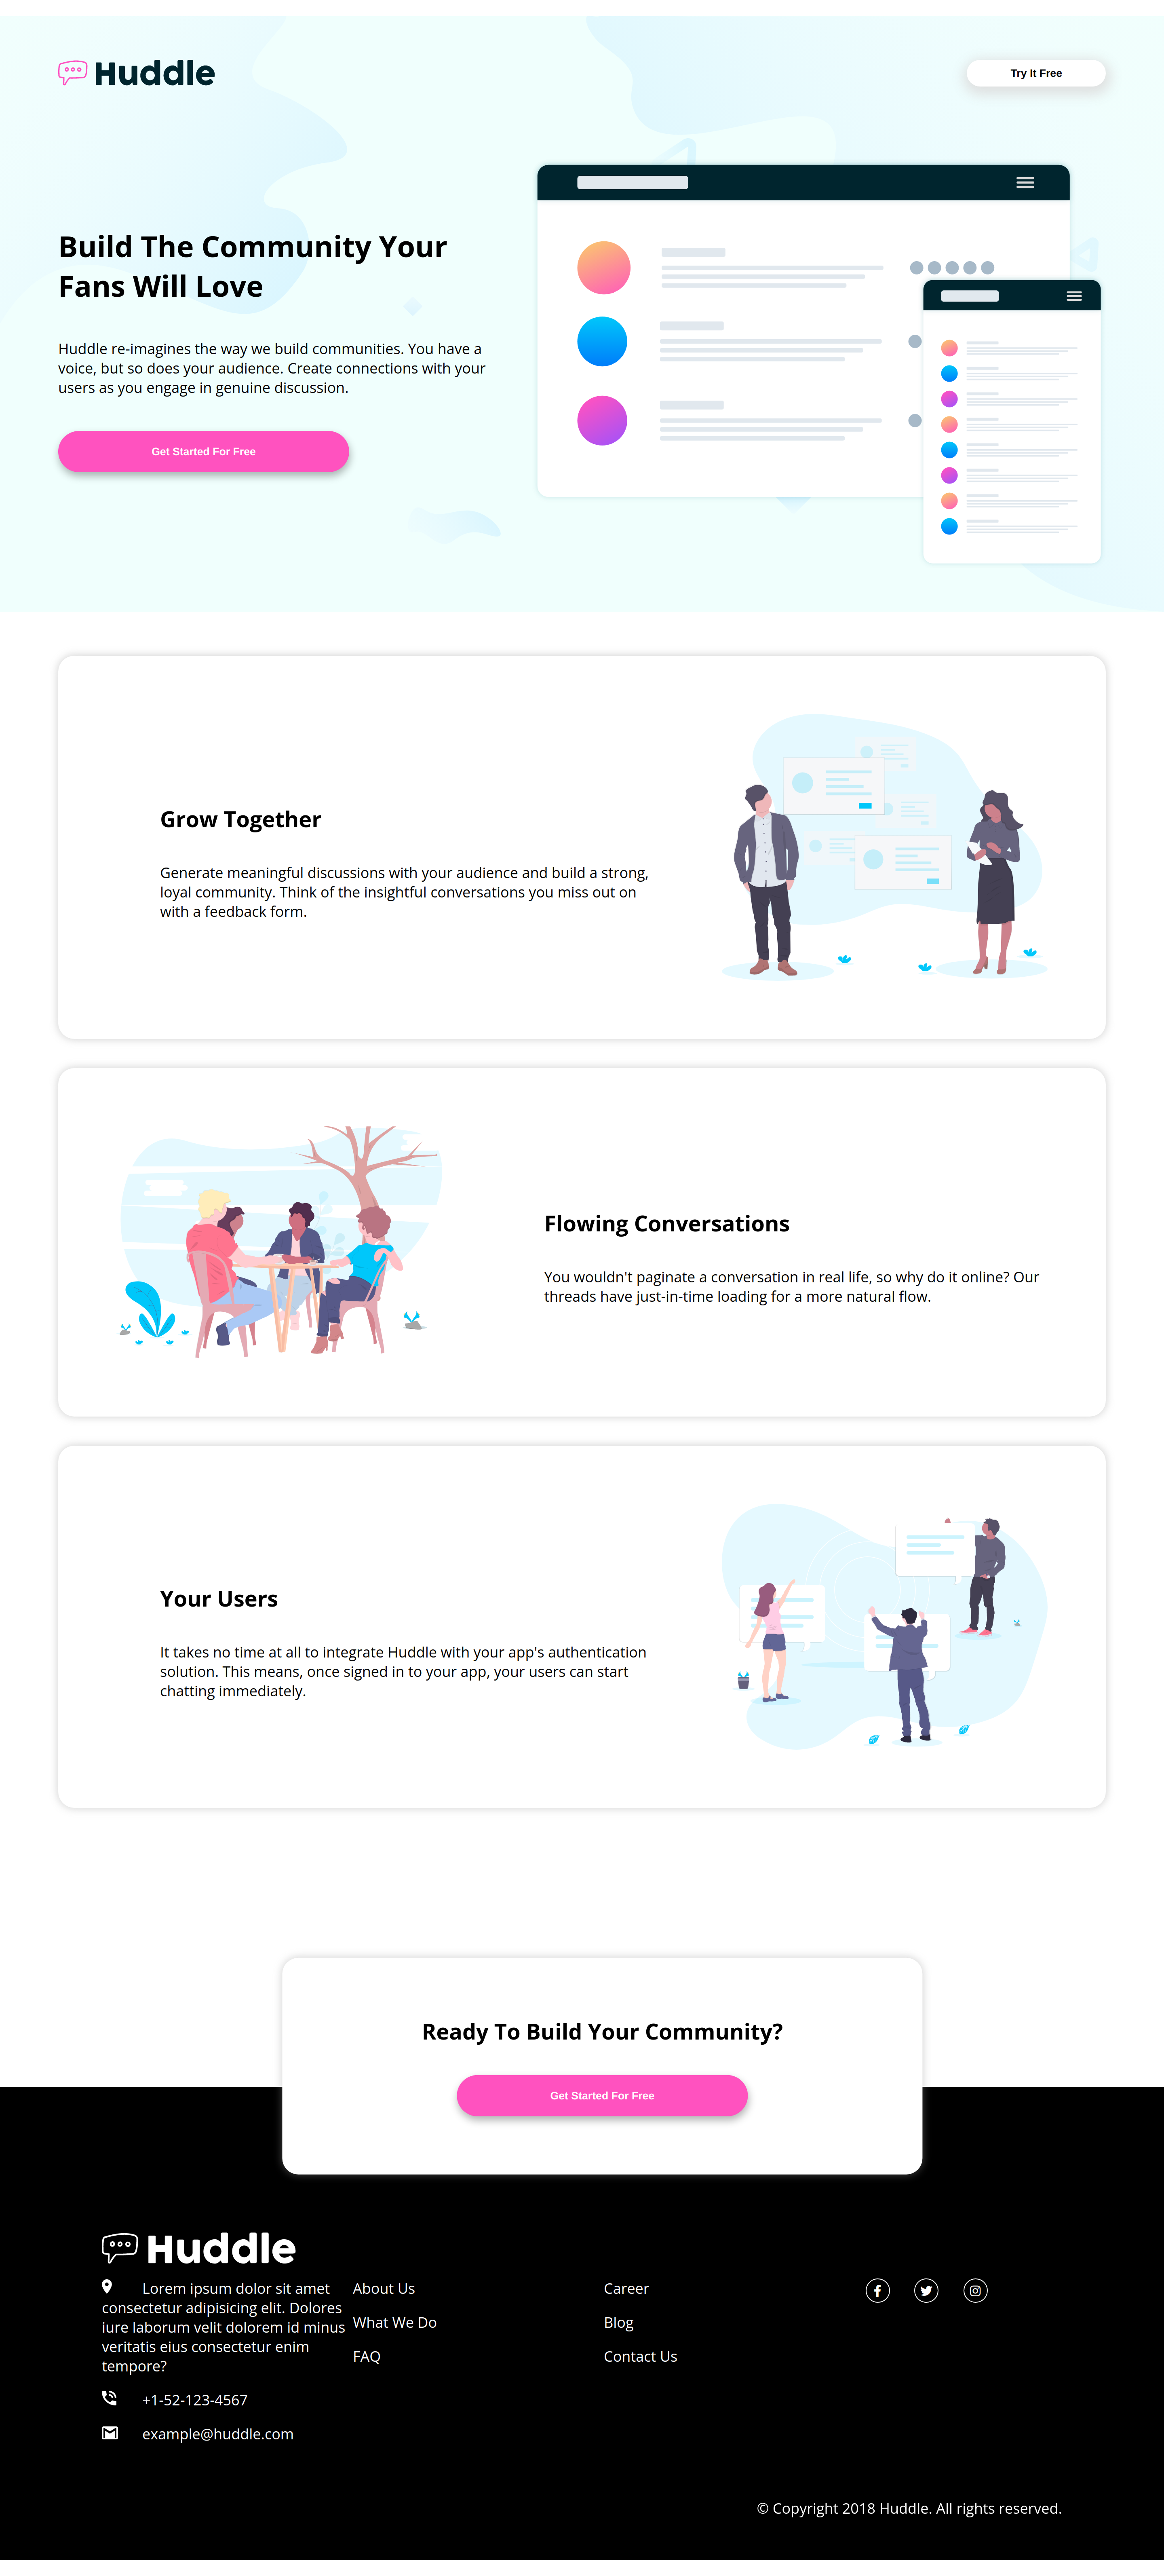 Huddle
Try It Free
Build The Community Your
Fans Will Love
Huddle re-imagines the way we build communities. You have a
voice, but so does your audience. Create connections with your
users as you engage in genuine discussion.
Get Started For Free
Grow Together
Generate meaningful discussions with your audience and build a strong,
loyal community. Think of the insightful conversations you miss out on
with a feedback form.
Flowing Conversations
You wouldn't paginate a conversation in real life, so why do it online? Our
threads have just-in-time loading for a more natural flow.
Your Users
It takes no time at all to integrate Huddle with your app's authentication
solution. This means, once signed in to your app, your users can start
chatting immediately.
Ready To Build Your Community?
Get Started For Free
Huddle
Lorem ipsum dolor sit amet
consectetur adipisicing elit. Dolores
iure laborum velit dolorem id minus
veritatis eius consectetur enim
tempore?
+1-52-123-4567
example@huddle.com
About Us
What We Do
FAQ
Career
Blog
Contact Us
© Copyright 2018 Huddle. All rights reserved.